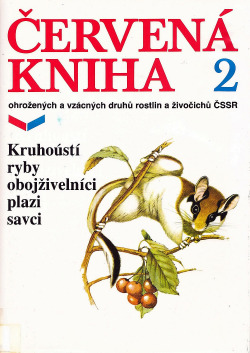 ČERVENÁ
KNIHA 2
ohrožených a vzácných druhů rostlin a živočichů ČSSR
Kruhoústí
ryby
obojživelníci
plazi
savci